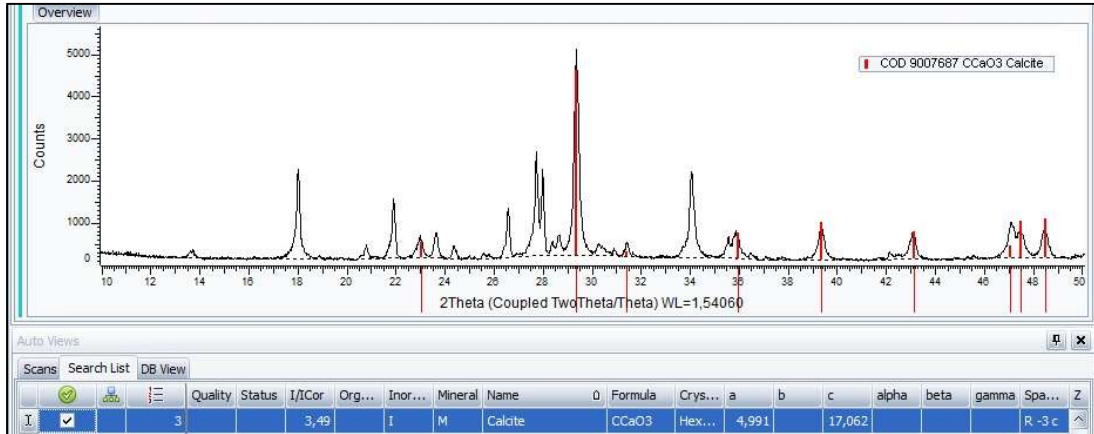 Overview
COD 9007687 CCaO3 Calcite
Counts
5000
4000
3000
2000
1000
0
10 12 14 16 18 20 22 24 26 28 30 32 34 36 38 40 42 44 46 48 50
2Theta (Coupled TwoTheta/Theta) WL=1,54060
Auto Views
Scans Search List DB View
Quality Status I/ICor Org... Inor... Mineral Name Formula Crys... a b c alpha beta gamma Spa... Z
3 3,49 I M Calcite CCaO3 Hex... 4,991 17,062 R -3 c